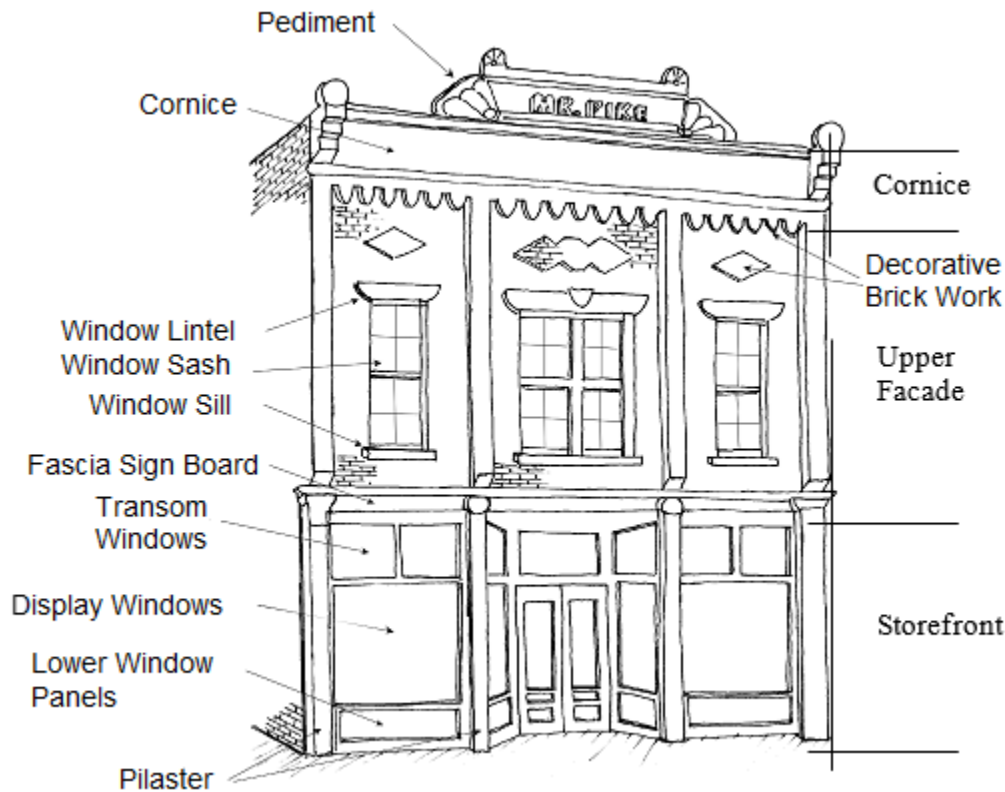 Pediment
MR. PIKE
Cornice
Cornice
Decorative
Brick Work
Window Lintel
Window Sash
Window Sill
Upper
Facade
Fascia Sign Board
Transom
Windows
Display Windows
Storefront
Lower Window
Panels
Pilaster